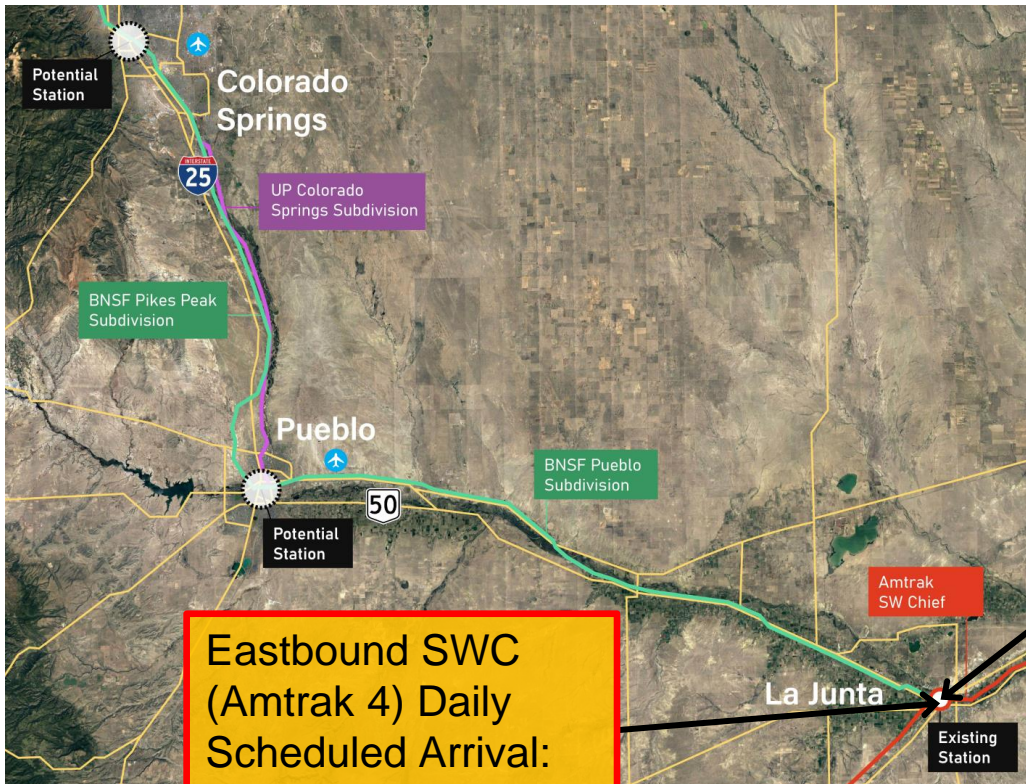 Potential
Station
Colorado
Springs
INTERSTATE
25
UP Colorado
Springs Subdivision
BNSF Pikes Peak
Subdivision
Pueblo
BNSF Pueblo
Subdivision
50
Potential
Station
Amtrak
SW Chief
Eastbound SWC
(Amtrak 4) Daily
Scheduled Arrival:
La Junta
Existing
Station